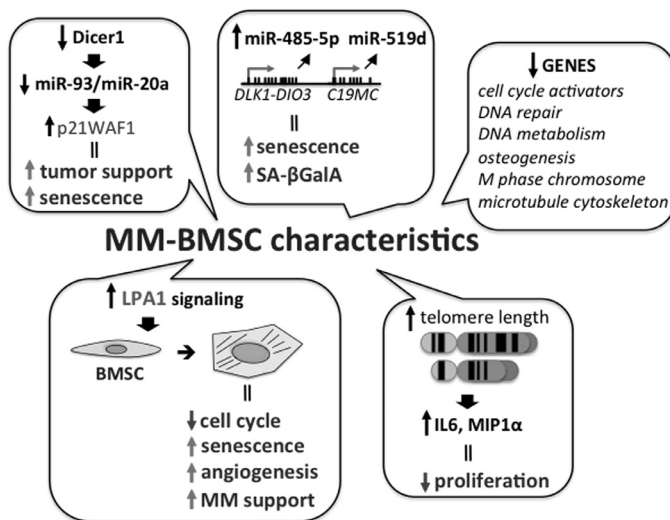 ↓ Dicer1
↓ miR-93/miR-20a
↑ p21WAF1
=
↑ tumor support
↑ senescence
↑ miR-485-5p miR-519d
DLK1-DIO3 C19MC
=
↑ senescence
↑ SA-βGalA
↓ GENES
cell cycle activators
DNA repair
DNA metabolism
osteogenesis
M phase chromosome
microtubule cytoskeleton
MM-BMSC characteristics
↑ LPA1 signaling
BMSC
=
↓ cell cycle
↑ senescence
↑ angiogenesis
↑ MM support
↑ telomere length
↑ IL6, MIP1α
=
↓ proliferation